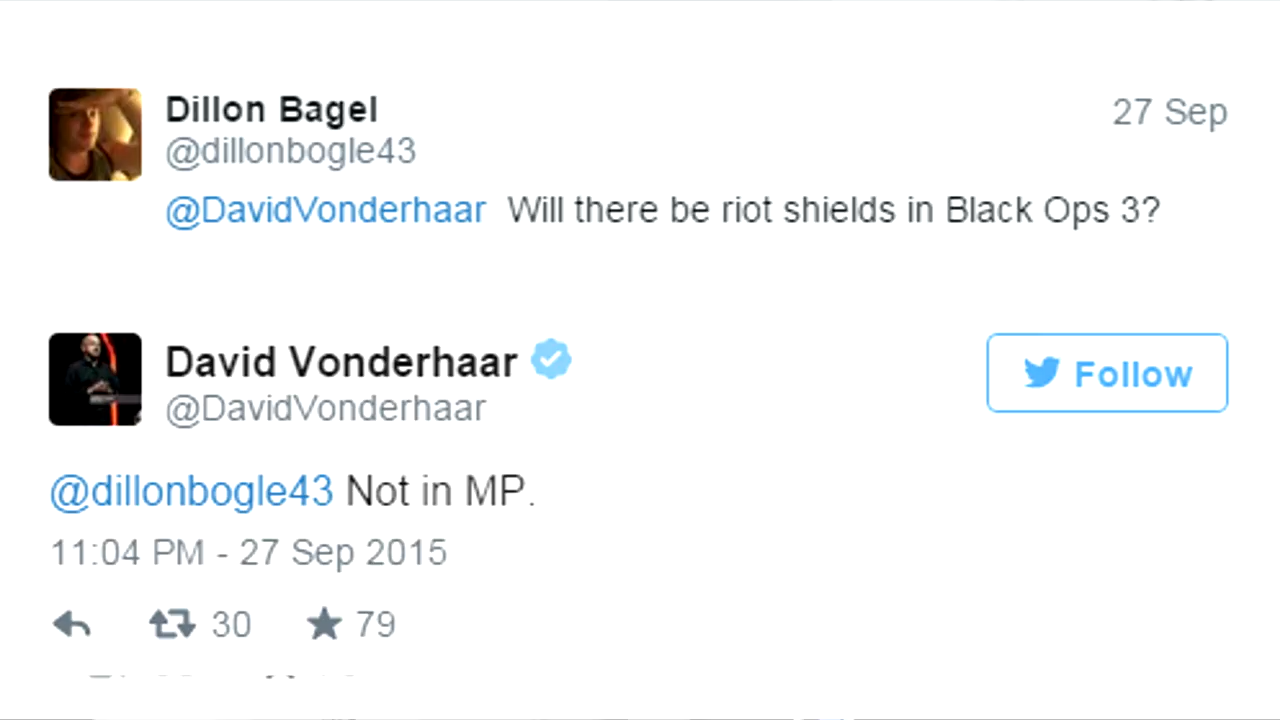 Dillon Bagel
27 Sep
@dillonbogle43
@DavidVonderhaar Will there be riot shields in Black Ops 3?
David Vonderhaar
Follow
@DavidVonderhaar
@dillonbogle43 Not in MP.
11:04 PM - 27 Sep 2015
30 79